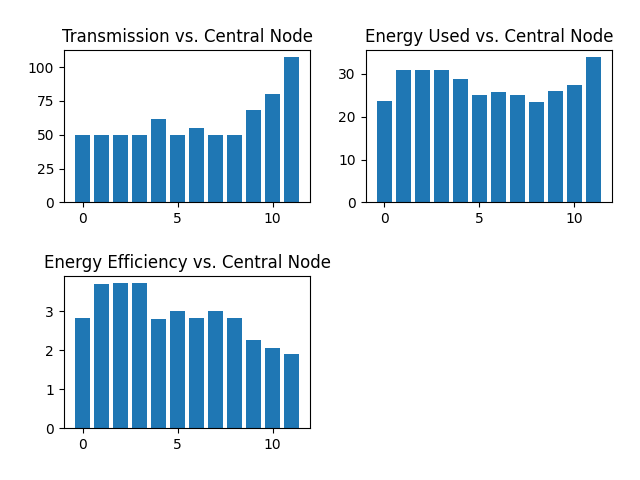 Transmission vs. Central Node
100
75
50
25
0
0 5 10
Energy Used vs. Central Node
30
20
10
0
0 5 10
Energy Efficiency vs. Central Node
3
2
1
0
0 5 10